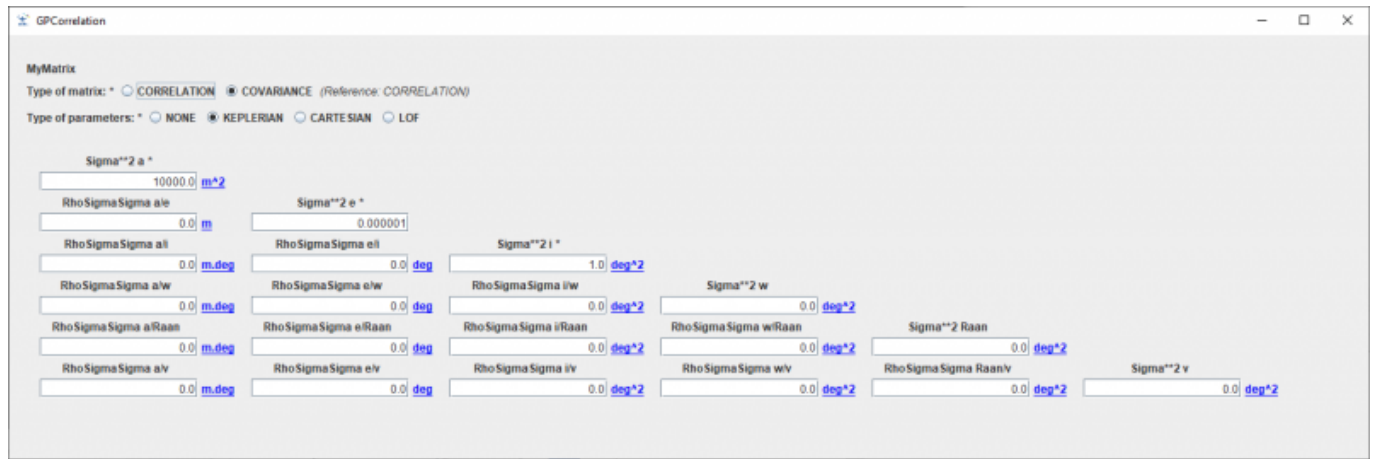 GPCorrelation
MyMatrix
Type of matrix: * CORRELATION COVARIANCE (Reference: CORRELATION)
Type of parameters: * NONE KEPLERIAN CARTESIAN LOF
Sigma**2 a *
10000.0 m^2
RhoSigmaSigma a/e Sigma**2 e *
0.0 m 0.000001
RhoSigmaSigma a/i RhoSigmaSigma e/i Sigma**2 i *
0.0 m.deg 0.0 deg 1.0 deg^2
RhoSigmaSigma a/w RhoSigmaSigma e/w RhoSigmaSigma i/w Sigma**2 w
0.0 m.deg 0.0 deg 0.0 deg^2 0.0 deg^2
RhoSigmaSigma a/Raan RhoSigmaSigma e/Raan RhoSigmaSigma i/Raan RhoSigmaSigma w/Raan Sigma**2 Raan
0.0 m.deg 0.0 deg 0.0 deg^2 0.0 deg^2 0.0 deg^2
RhoSigmaSigma a/v RhoSigmaSigma e/v RhoSigmaSigma i/v RhoSigmaSigma w/v RhoSigmaSigma Raan/v Sigma**2 v
0.0 m.deg 0.0 deg 0.0 deg^2 0.0 deg^2 0.0 deg^2 0.0 deg^2